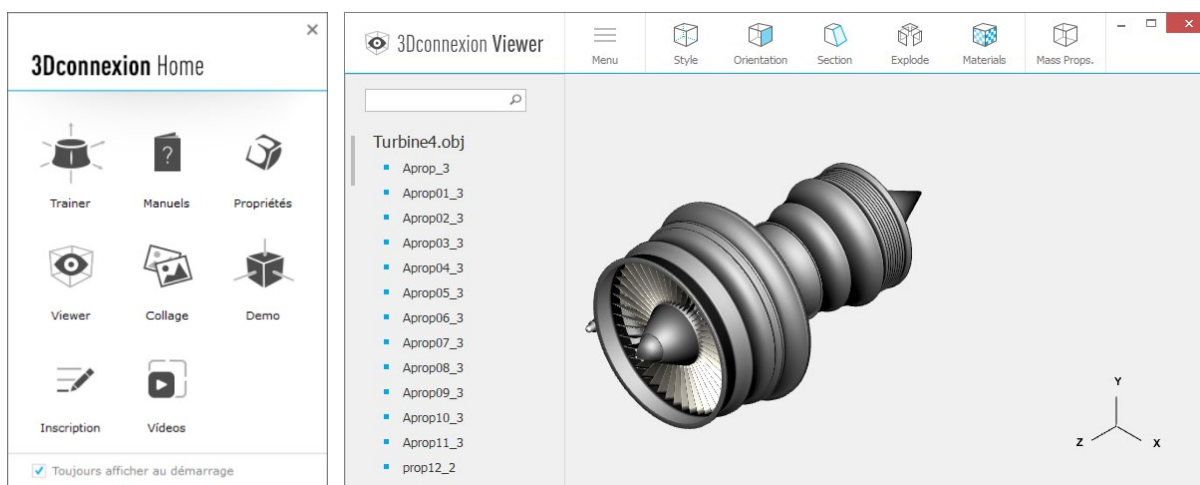 3Dconnexion Home
Trainer
Manuels
Propriétés
Viewer
Collage
Demo
Inscription
Vídeos
Toujours afficher au démarrage
3Dconnexion Viewer
Menu
Style
Orientation
Section
Explode
Materials
Mass Props.
Turbine4.obj
Aprop_3
Aprop01_3
Aprop02_3
Aprop03_3
Aprop04_3
Aprop05_3
Aprop06_3
Aprop07_3
Aprop08_3
Aprop09_3
Aprop10_3
Aprop11_3
prop12_2
Y
Z
X